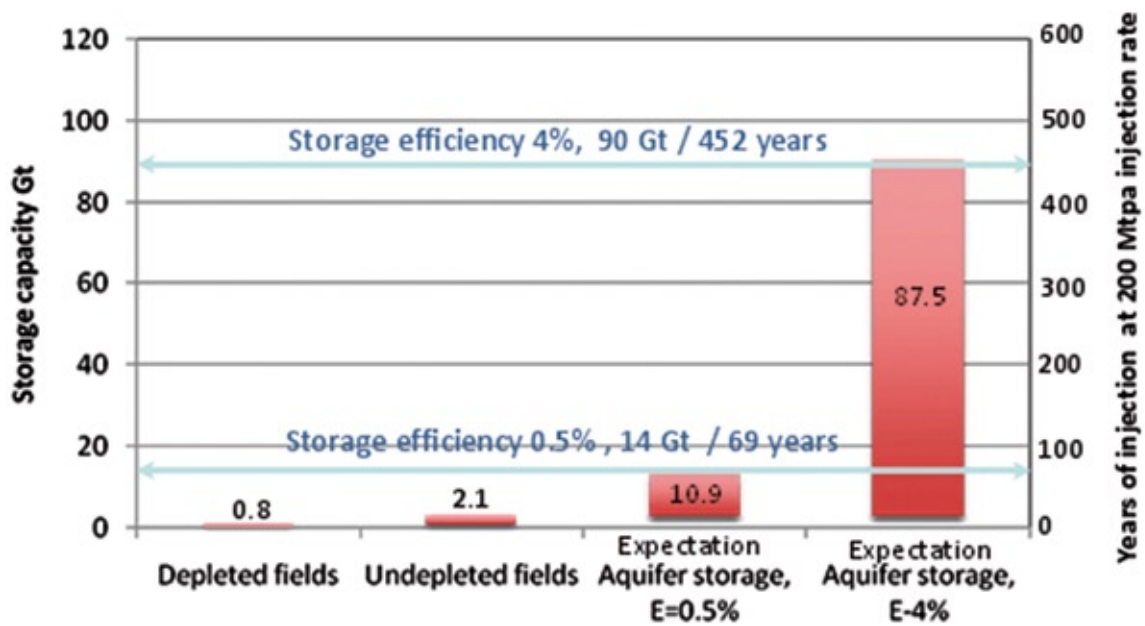 Storage capacity Gt
120
100
80
60
40
20
0
Storage efficiency 4%, 90 Gt / 452 years
Storage efficiency 0.5% , 14 Gt / 69 years
0.8
2.1
10.9
87.5
Depleted fields
Undepleted fields
Expectation
Aquifer storage,
E=0.5%
Expectation
Aquifer storage,
E-4%
600
500
400
300
200
100
0
Years of injection at 200 Mtpa injection rate